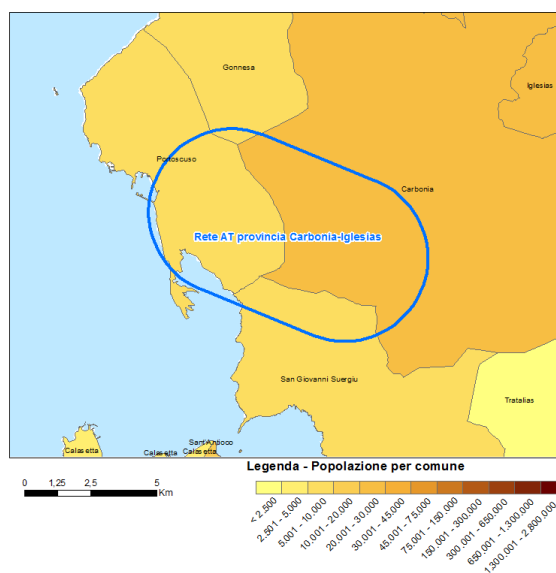 Gonnesa
Iglesias
Portoscuso
Carbonia
Rete AT provincia Carbonia-Iglesias
San Giovanni Suergiu
Tratalias
Sant'Antioco
Calasetta
Calasetta
Calasetta
Legenda - Popolazione per comune
0 1,25 2,5 5
Km
< 2.500
2.501 - 5.000
5.001 - 10.000
10.001 - 20.000
20.001 - 30.000
30.001 - 45.000
45.001 - 75.000
75.001 - 150.000
150.001 - 300.000
300.001 - 650.000
650.001 - 1.300.000
1.300.001 - 2.800.000